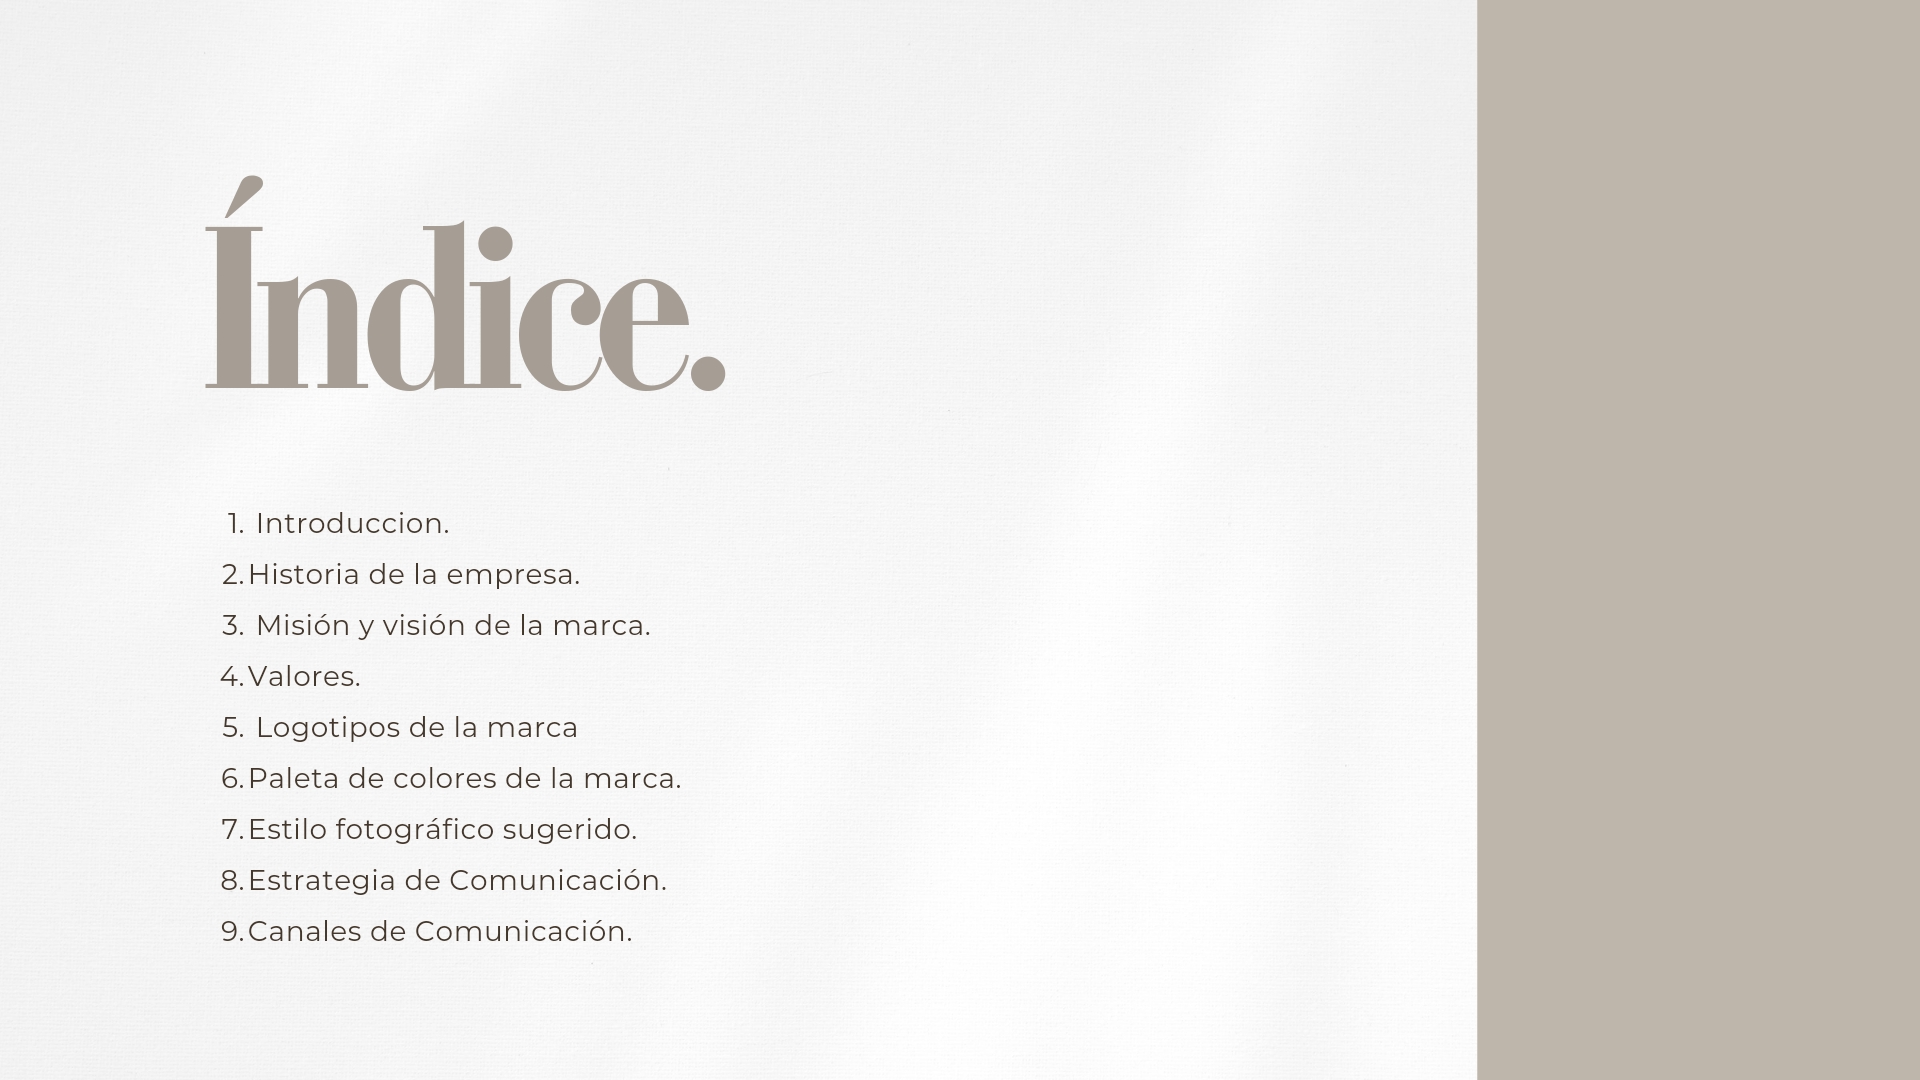 Índice.
1. Introduccion.
2. Historia de la empresa.
3. Misión y visión de la marca.
4. Valores.
5. Logotipos de la marca
6. Paleta de colores de la marca.
7. Estilo fotográfico sugerido.
8. Estrategia de Comunicación.
9. Canales de Comunicación.